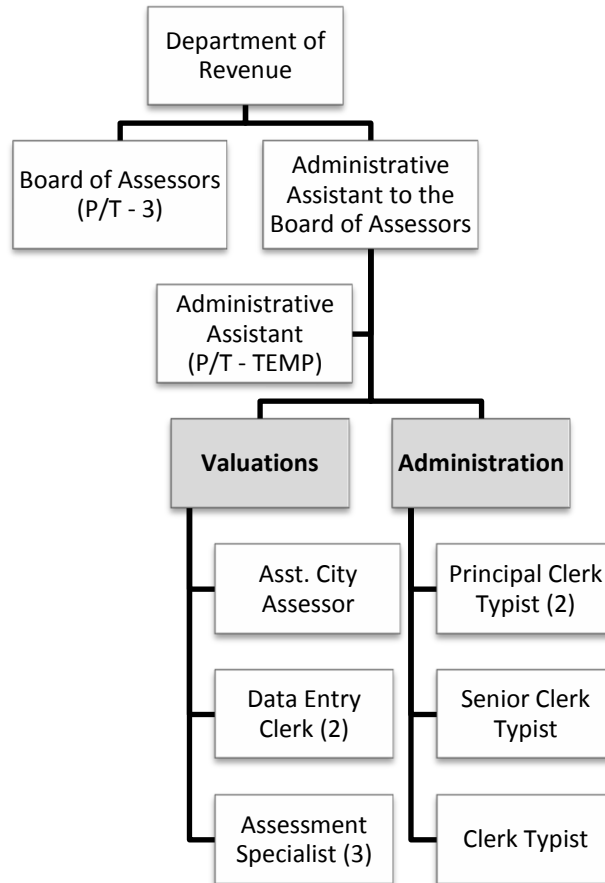 Department of
Revenue
Board of Assessors
(P/T - 3)
Administrative
Assistant to the
Board of Assessors
Administrative
Assistant
(P/T - TEMP)
Valuations
Administration
Asst. City
Assessor
Principal Clerk
Typist (2)
Data Entry
Clerk (2)
Senior Clerk
Typist
Assessment
Specialist (3)
Clerk Typist